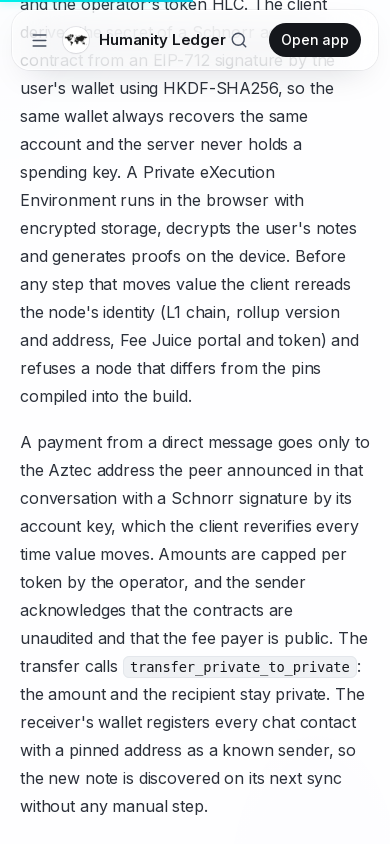 and the operator's token HLC. The client
Humanity Ledger
Open app
derives the secret of a Schnorr a
contract from an EIP-712 signature by the
user's wallet using HKDF-SHA256, so the
same wallet always recovers the same
account and the server never holds a
spending key. A Private eXecution
Environment runs in the browser with
encrypted storage, decrypts the user's notes
and generates proofs on the device. Before
any step that moves value the client rereads
the node's identity (L1 chain, rollup version
and address, Fee Juice portal and token) and
refuses a node that differs from the pins
compiled into the build.
A payment from a direct message goes only to
the Aztec address the peer announced in that
conversation with a Schnorr signature by its
account key, which the client reverifies every
time value moves. Amounts are capped per
token by the operator, and the sender
acknowledges that the contracts are
unaudited and that the fee payer is public. The
transfer calls transfer_private_to_private:
the amount and the recipient stay private. The
receiver's wallet registers every chat contact
with a pinned address as a known sender, so
the new note is discovered on its next sync
without any manual step.